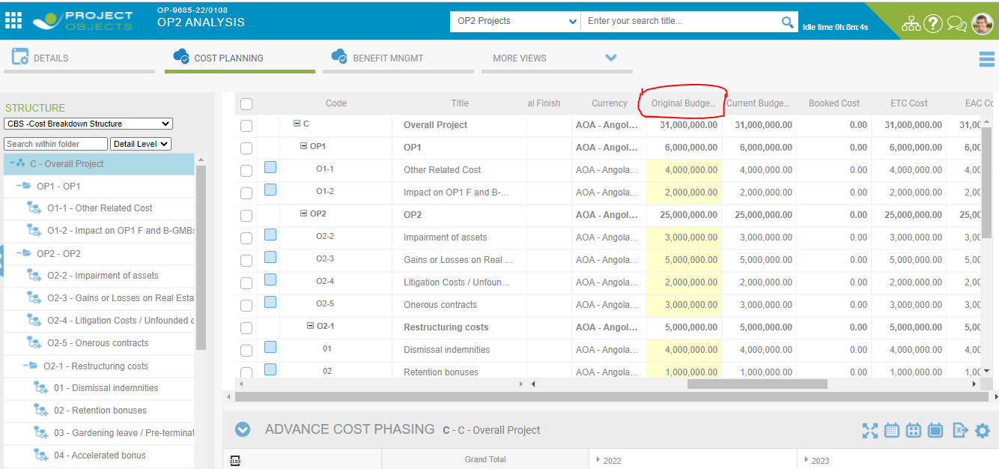 PROJECT
OBJECTS
OP-9685-22/0108
OP2 ANALYSIS
OP2 Projects
Enter your search title...
Idle time:0h:8m:4s
DETAILS
COST PLANNING
BENEFIT MNGMT
MORE VIEWS
STRUCTURE
CBS -Cost Breakdown Structure
Search within folder
Detail Level
C - Overall Project
OP1 - OP1
O1-1 - Other Related Cost
O1-2 - Impact on OP1 F and B-GMBs
OP2 - OP2
O2-2 - Impairment of assets
O2-3 - Gains or Losses on Real Esta
O2-4 - Litigation Costs / Unfounded c
O2-5 - Onerous contracts
O2-1 - Restructuring costs
01 - Dismissal indemnities
02 - Retention bonuses
03 - Gardening leave / Pre-terminat
04 - Accelerated bonus
Code Title al Finish Currency Original Budge... Current Budge... Booked Cost ETC Cost EAC Co
C Overall Project AOA - Angol... 31,000,000.00 31,000,000.00 0.00 31,000,000.00 31,00
OP1 OP1 AOA - Angol... 6,000,000.00 6,000,000.00 0.00 6,000,000.00 6,00
O1-1 Other Related Cost AOA - Angola... 4,000,000.00 4,000,000.00 0.00 4,000,000.00 4,00
O1-2 Impact on OP1 F and B-... AOA - Angola... 2,000,000.00 2,000,000.00 0.00 2,000,000.00 2,00
OP2 OP2 AOA - Angol... 25,000,000.00 25,000,000.00 0.00 25,000,000.00 25,00
O2-2 Impairment of assets AOA - Angola... 3,000,000.00 3,000,000.00 0.00 3,000,000.00 3,00
O2-3 Gains or Losses on Real ... AOA - Angola... 5,000,000.00 5,000,000.00 0.00 5,000,000.00 5,00
O2-4 Litigation Costs / Unfoun... AOA - Angola... 2,000,000.00 2,000,000.00 0.00 2,000,000.00 2,00
O2-5 Onerous contracts AOA - Angola... 3,000,000.00 3,000,000.00 0.00 3,000,000.00 3,00
O2-1 Restructuring costs AOA - Angol... 5,000,000.00 5,000,000.00 0.00 5,000,000.00 5,00
01 Dismissal indemnities AOA - Angola... 4,000,000.00 4,000,000.00 0.00 4,000,000.00 4,00
02 Retention bonuses AOA - Angola... 1,000,000.00 1,000,000.00 0.00 1,000,000.00 1,00
ADVANCE COST PHASING C - C - Overall Project
XLSX Grand Total 2022 2023